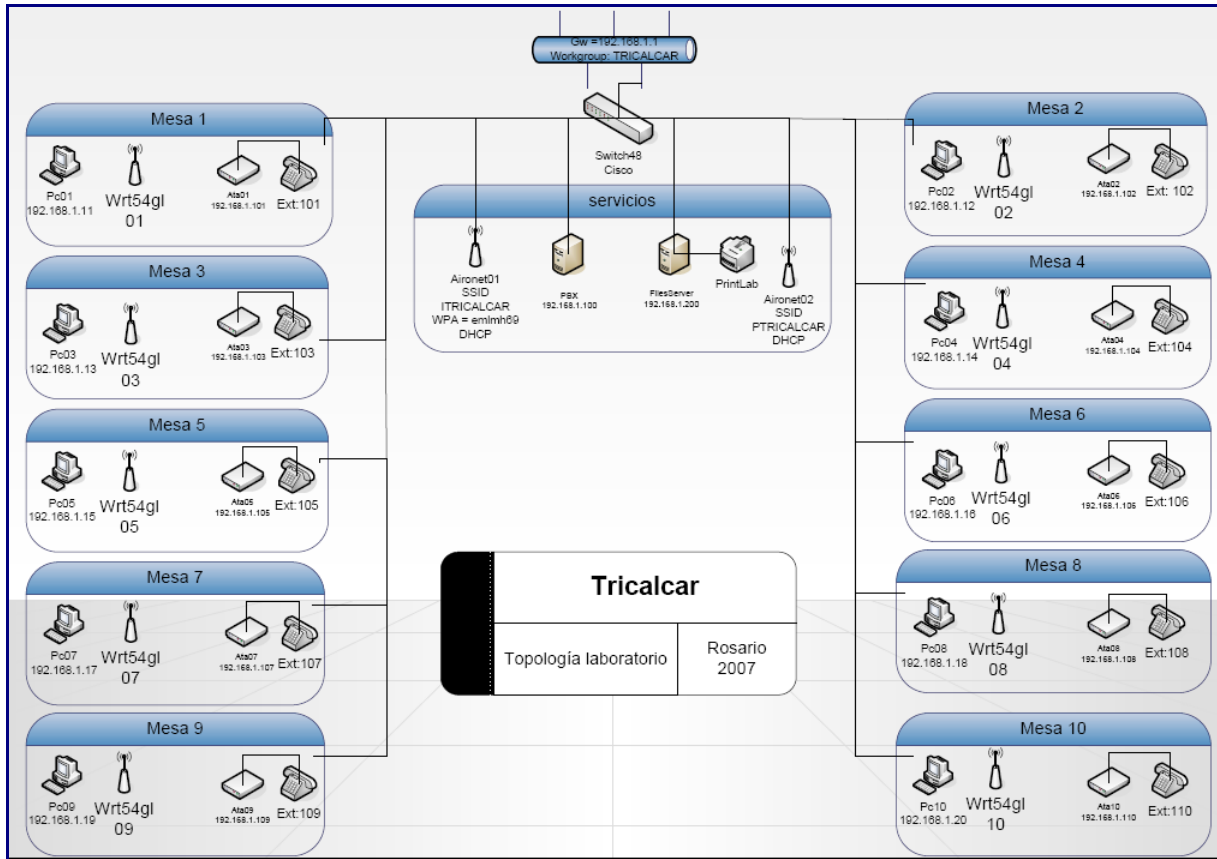 Gw =192.168.1.1
Workgroup: TRICALCAR
Switch48
Cisco
Mesa 1
Pc01
192.168.1.11
Wrt54gl
01
Ata01
192.168.1.101
Ext:101
Mesa 2
Pc02
192.168.1.12
Wrt54gl
02
Ata02
192.168.1.102
Ext: 102
servicios
Aironet01
SSID
ITRICALCAR
WPA = emlmh69
DHCP
PBX
192.168.1.100
FilesServer
192.168.1.200
PrintLab
Aironet02
SSID
PTRICALCAR
DHCP
Mesa 3
Pc03
192.168.1.13
Wrt54gl
03
Ata03
192.168.1.103
Ext:103
Mesa 4
Pc04
192.168.1.14
Wrt54gl
04
Ata04
192.168.1.104
Ext:104
Mesa 5
Pc05
192.168.1.15
Wrt54gl
05
Ata05
192.168.1.105
Ext:105
Mesa 6
Pc06
192.168.1.16
Wrt54gl
06
Ata06
192.168.1.106
Ext:106
Mesa 7
Pc07
192.168.1.17
Wrt54gl
07
Ata07
192.168.1.107
Ext:107
Mesa 8
Pc08
192.168.1.18
Wrt54gl
08
Ata08
192.168.1.108
Ext:108
Tricalcar
Topología laboratorio
Rosario
2007
Mesa 9
Pc09
192.168.1.19
Wrt54gl
09
Ata09
192.168.1.109
Ext:109
Mesa 10
Pc10
192.168.1.20
Wrt54gl
10
Ata10
192.168.1.110
Ext:110